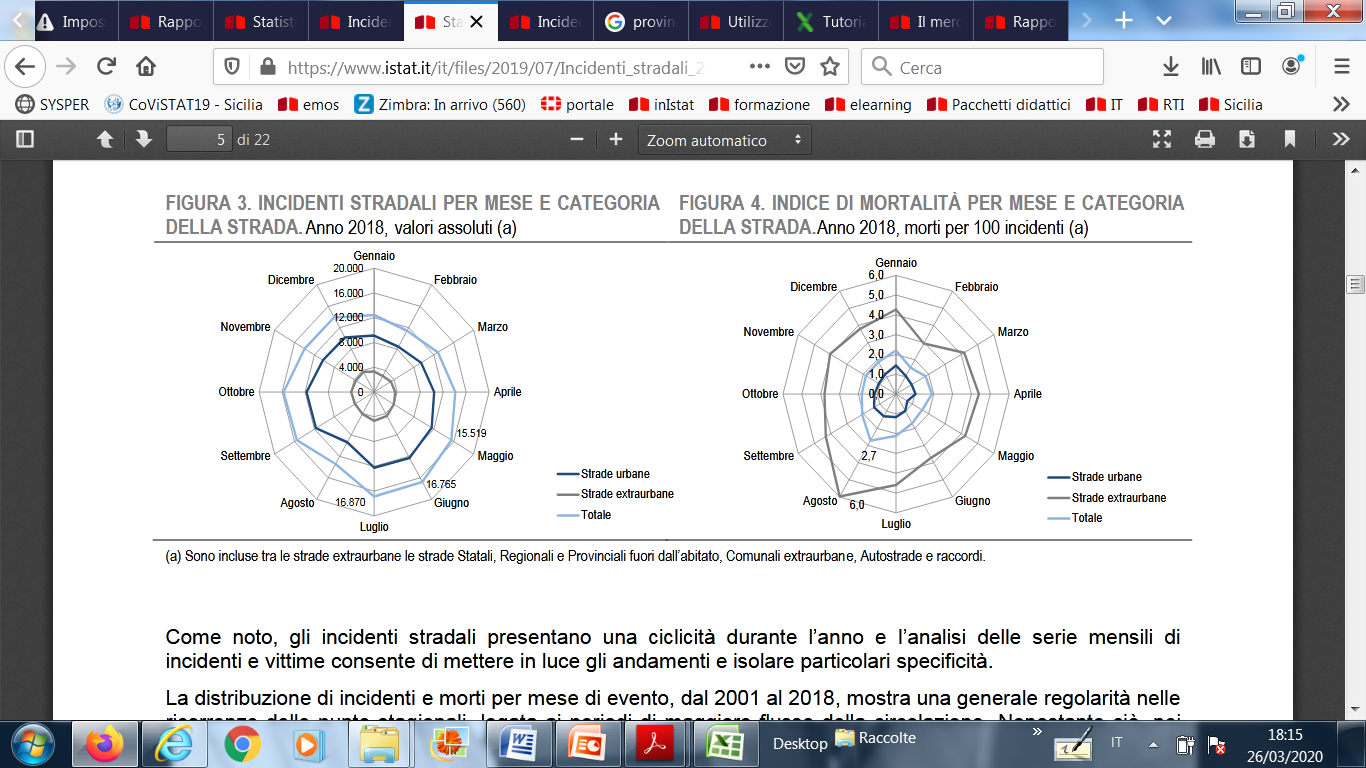 Impos
Rappo
Statist
Incider
Sta
Incider
provin
Utilizz
Tutoria
Il merc
Rappo
https://www.istat.it/it/files/2019/07/Incidenti_stradali_2
Cerca
SYSPER
CoViSTAT19 - Sicilia
emos
Zimbra: In arrivo (560)
portale
inIstat
formazione
elearning
Pacchetti didattici
IT
RTI
Sicilia
5 di 22
Zoom automatico
FIGURA 3. INCIDENTI STRADALI PER MESE E CATEGORIA
DELLA STRADA. Anno 2018, valori assoluti (a)
Gennaio
Febbraio
Marzo
Aprile
Maggio
Giugno
Luglio
Agosto
Settembre
Ottobre
Novembre
Dicembre
20.000
16.000
12.000
8.000
4.000
0
15.519
16.765
16.870
Strade urbane
Strade extraurbane
Totale
FIGURA 4. INDICE DI MORTALITÀ PER MESE E CATEGORIA
DELLA STRADA.Anno 2018, morti per 100 incidenti (a)
Gennaio
Febbraio
Marzo
Aprile
Maggio
Giugno
Luglio
Agosto
Settembre
Ottobre
Novembre
Dicembre
6,0
5,0
4,0
3,0
2,0
1,0
0,0
2,7
6,0
Strade urbane
Strade extraurbane
Totale
(a) Sono incluse tra le strade extraurbane le strade Statali, Regionali e Provinciali fuori dall'abitato, Comunali extraurbane, Autostrade e raccordi.
Come noto, gli incidenti stradali presentano una ciclicità durante l'anno e l'analisi delle serie mensili di
incidenti e vittime consente di mettere in luce gli andamenti e isolare particolari specificità.
La distribuzione di incidenti e morti per mese di evento, dal 2001 al 2018, mostra una generale regolarità nelle
Desktop
Raccolte
IT
18:15
26/03/2020